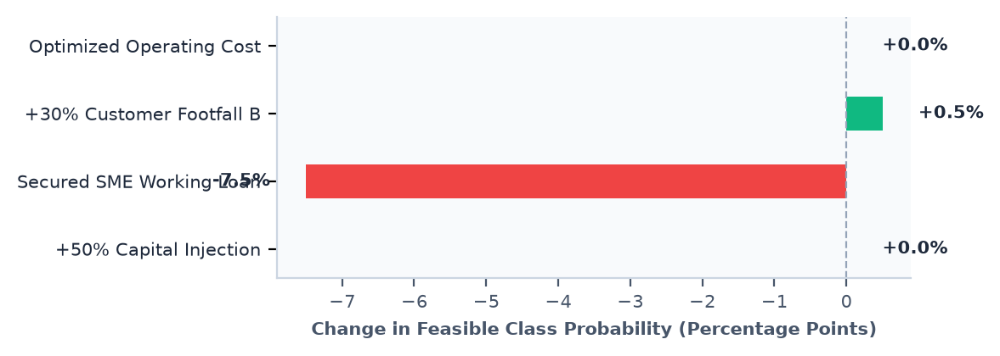 Optimized Operating Cost
+0.0%
+30% Customer Footfall B
+0.5%
Secured SME Working Loan
-7.5%
+50% Capital Injection
+0.0%
−7 −6 −5 −4 −3 −2 −1 0
Change in Feasible Class Probability (Percentage Points)